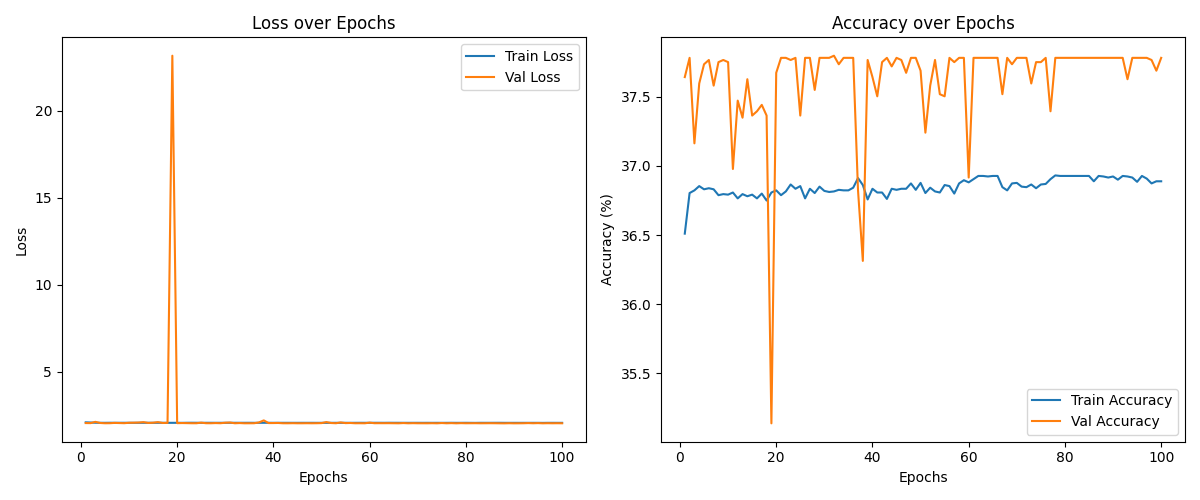 Loss over Epochs
Train Loss
Val Loss
20
15
10
5
Loss
0
20
40
60
80
100
Epochs
Accuracy over Epochs
37.5
37.0
36.5
36.0
35.5
Accuracy (%)
Train Accuracy
Val Accuracy
0
20
40
60
80
100
Epochs